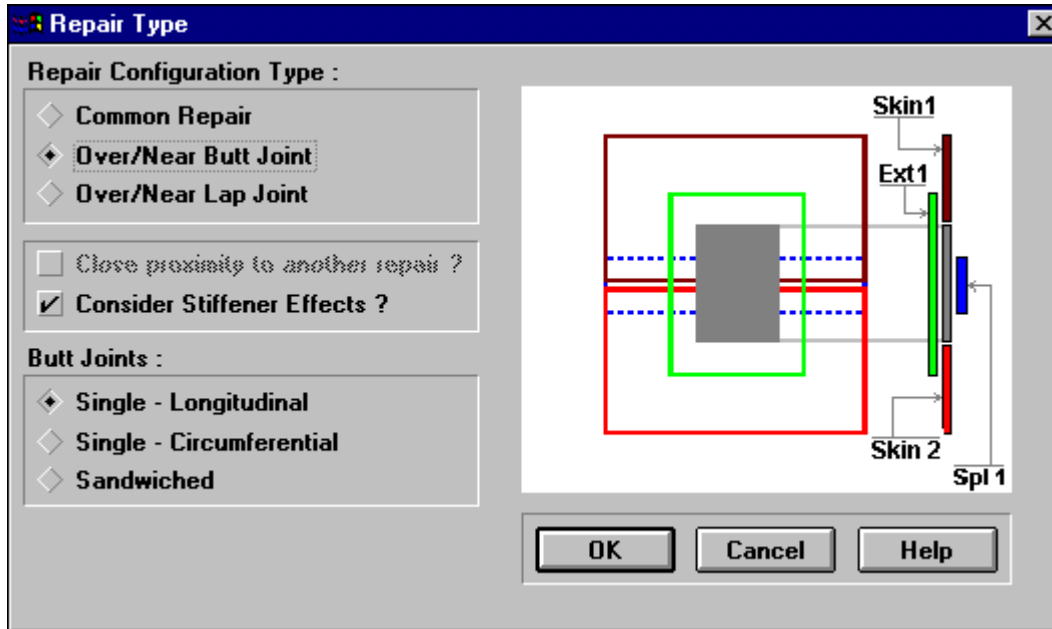 Repair Type
Repair Configuration Type :
Common Repair
Over/Near Butt Joint
Over/Near Lap Joint
Close proximity to another repair ?
Consider Stiffener Effects ?
Butt Joints :
Single - Longitudinal
Single - Circumferential
Sandwiched
Skin1
Ext1
Skin 2
Spl 1
OK
Cancel
Help